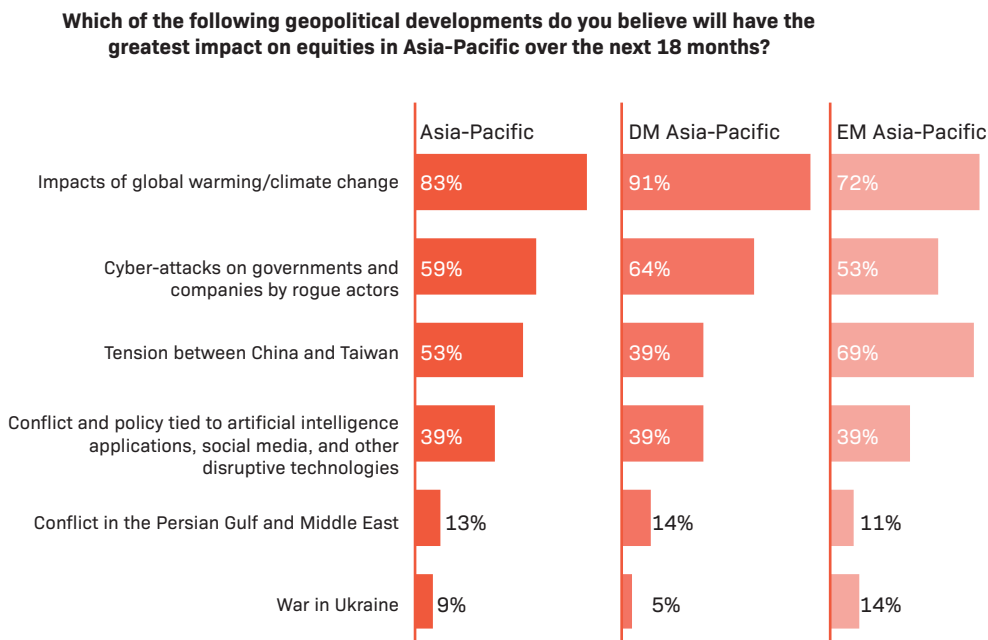 Which of the following geopolitical developments do you believe will have the
greatest impact on equities in Asia-Pacific over the next 18 months?
Asia-Pacific DM Asia-Pacific EM Asia-Pacific
Impacts of global warming/climate change 83% 91% 72%
Cyber-attacks on governments and
companies by rogue actors
59% 64% 53%
Tension between China and Taiwan 53% 39% 69%
Conflict and policy tied to artificial intelligence
applications, social media, and other
disruptive technologies
39% 39% 39%
Conflict in the Persian Gulf and Middle East 13% 14% 11%
War in Ukraine 9% 5% 14%